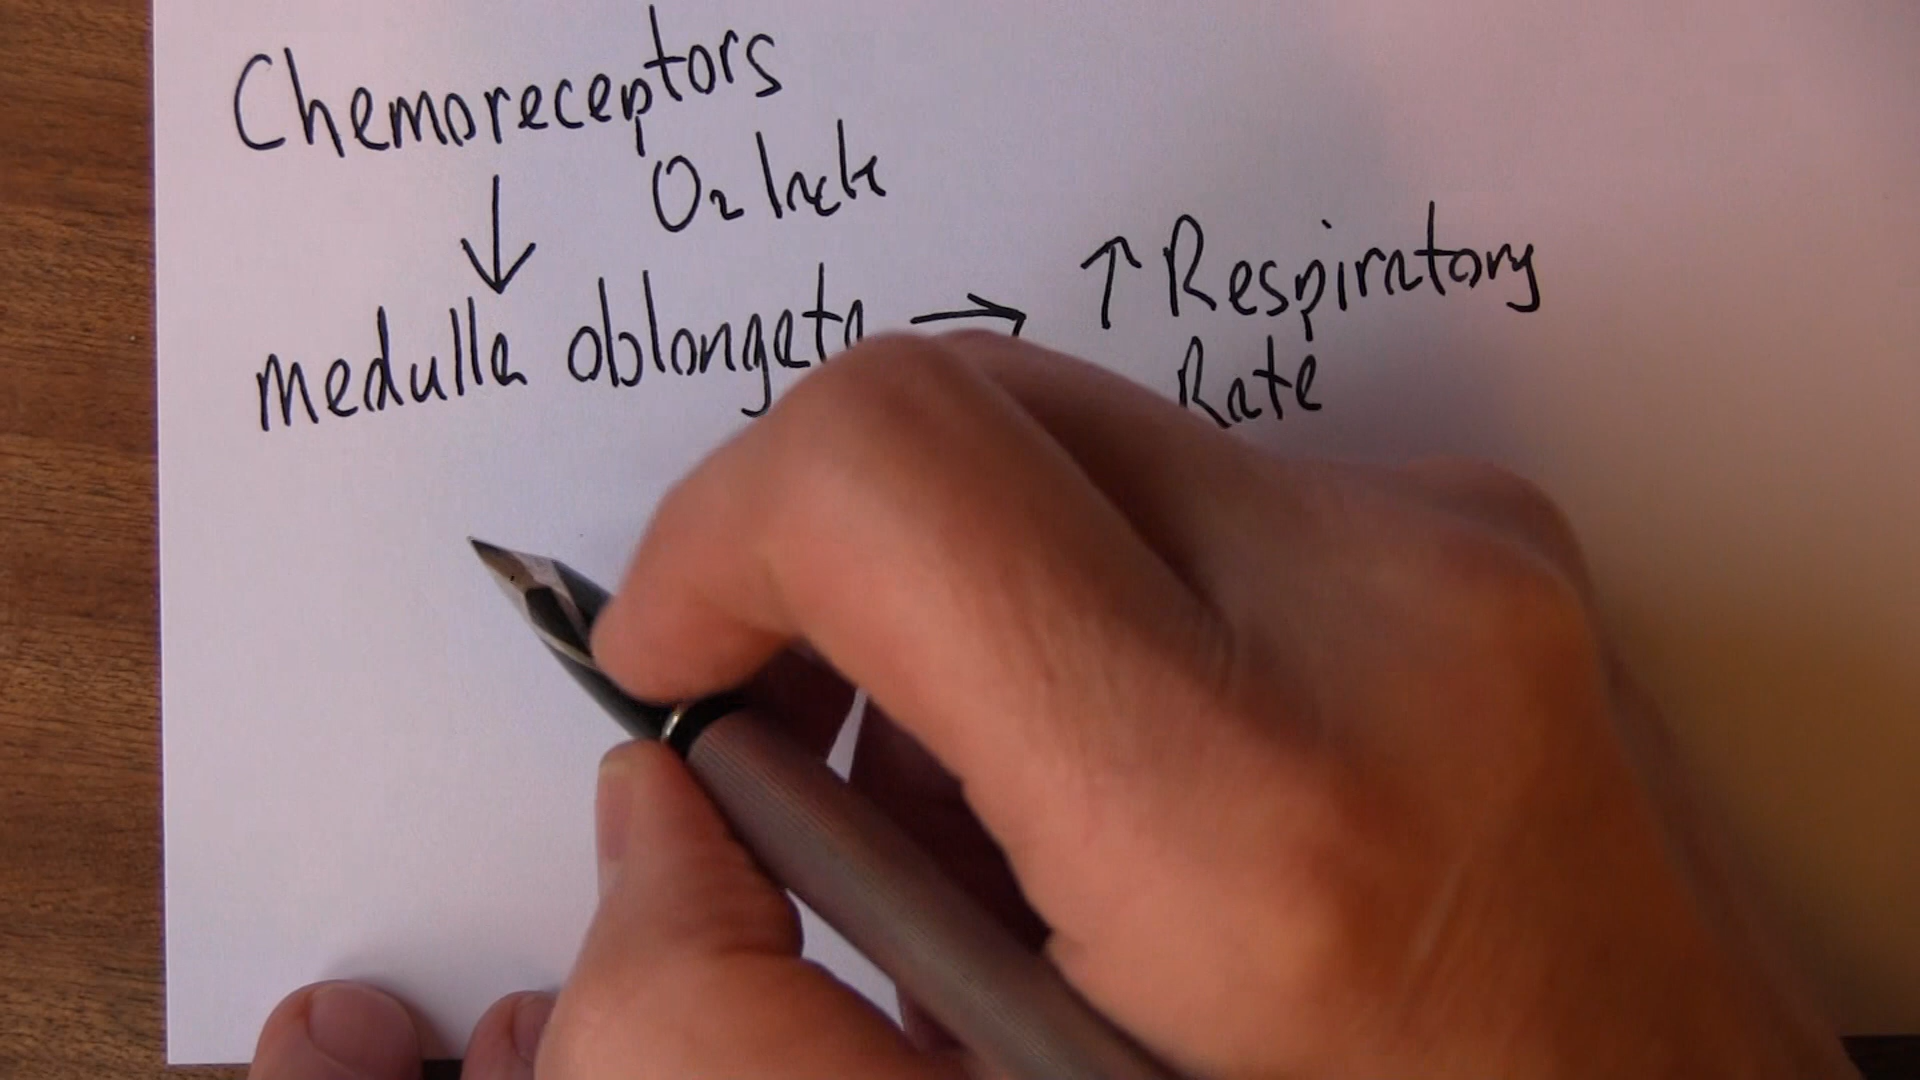 Chemoreceptors
↓ O2 lack
medulla oblongata → ↑ Respiratory
Rate